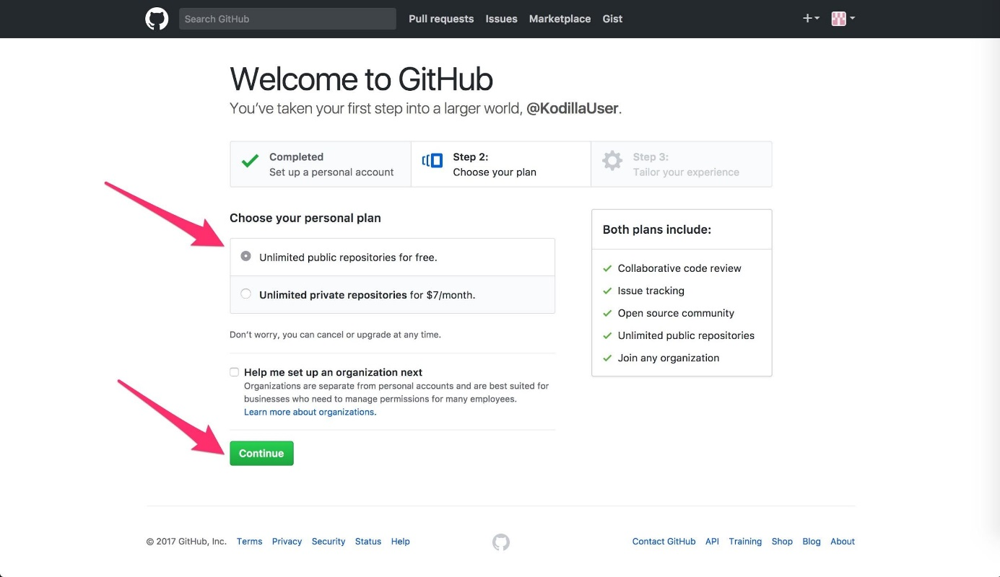 Search GitHub
Pull requests
Issues
Marketplace
Gist
Welcome to GitHub
You’ve taken your first step into a larger world, @KodillaUser.
Completed
Set up a personal account
Step 2:
Choose your plan
Step 3:
Tailor your experience
Choose your personal plan
Unlimited public repositories for free.
Unlimited private repositories for $7/month.
Don’t worry, you can cancel or upgrade at any time.
Help me set up an organization next
Organizations are separate from personal accounts and are best suited for
businesses who need to manage permissions for many employees.
Learn more about organizations.
Continue
Both plans include:
Collaborative code review
Issue tracking
Open source community
Unlimited public repositories
Join any organization
© 2017 GitHub, Inc.
Terms
Privacy
Security
Status
Help
Contact GitHub
API
Training
Shop
Blog
About